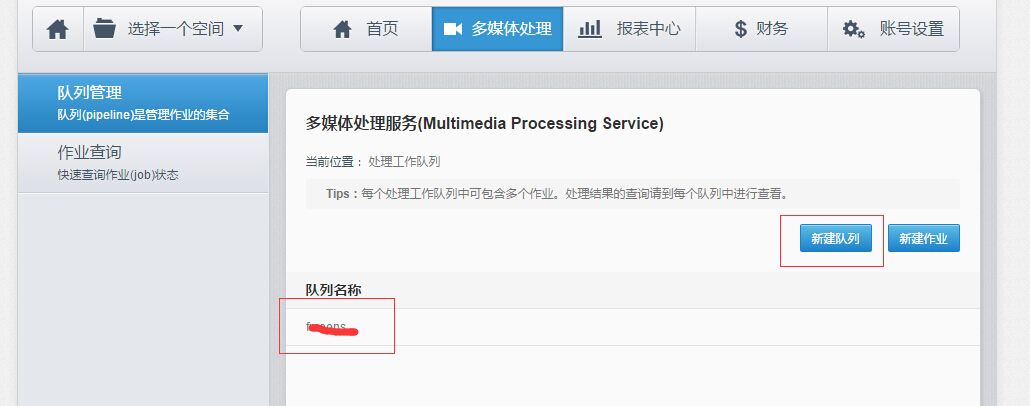 选择一个空间
首页
多媒体处理
报表中心
$ 财务
账号设置
队列管理
队列(pipeline)是管理作业的集合
作业查询
快速查询作业(job)状态
多媒体处理服务(Multimedia Processing Service)
当前位置： 处理工作队列
Tips：每个处理工作队列中可包含多个作业。处理结果的查询请到每个队列中进行查看。
新建队列 新建作业
队列名称